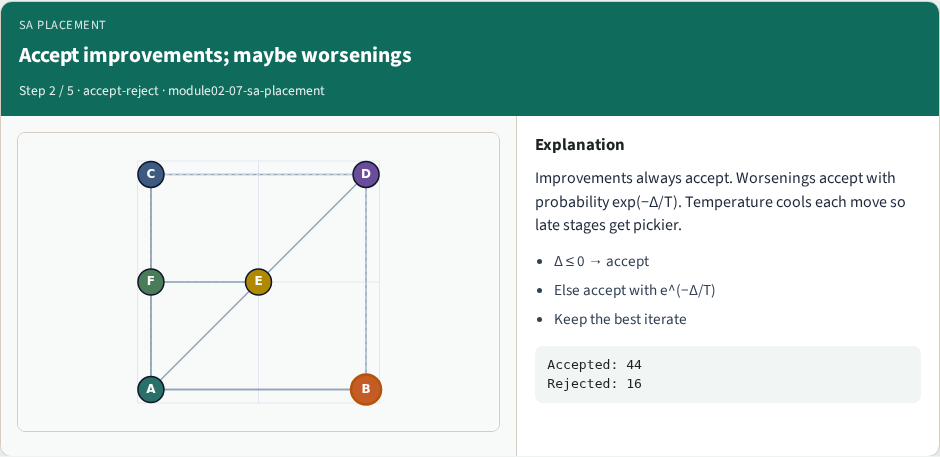 SA PLACEMENT
Accept improvements; maybe worsenings
Step 2 / 5 · accept-reject · module02-07-sa-placement
C
D
F
E
A
B
Explanation
Improvements always accept. Worsenings accept with
probability exp(−Δ/T). Temperature cools each move so
late stages get pickier.
• Δ ≤ 0 → accept
• Else accept with e^(−Δ/T)
• Keep the best iterate
Accepted: 44
Rejected: 16